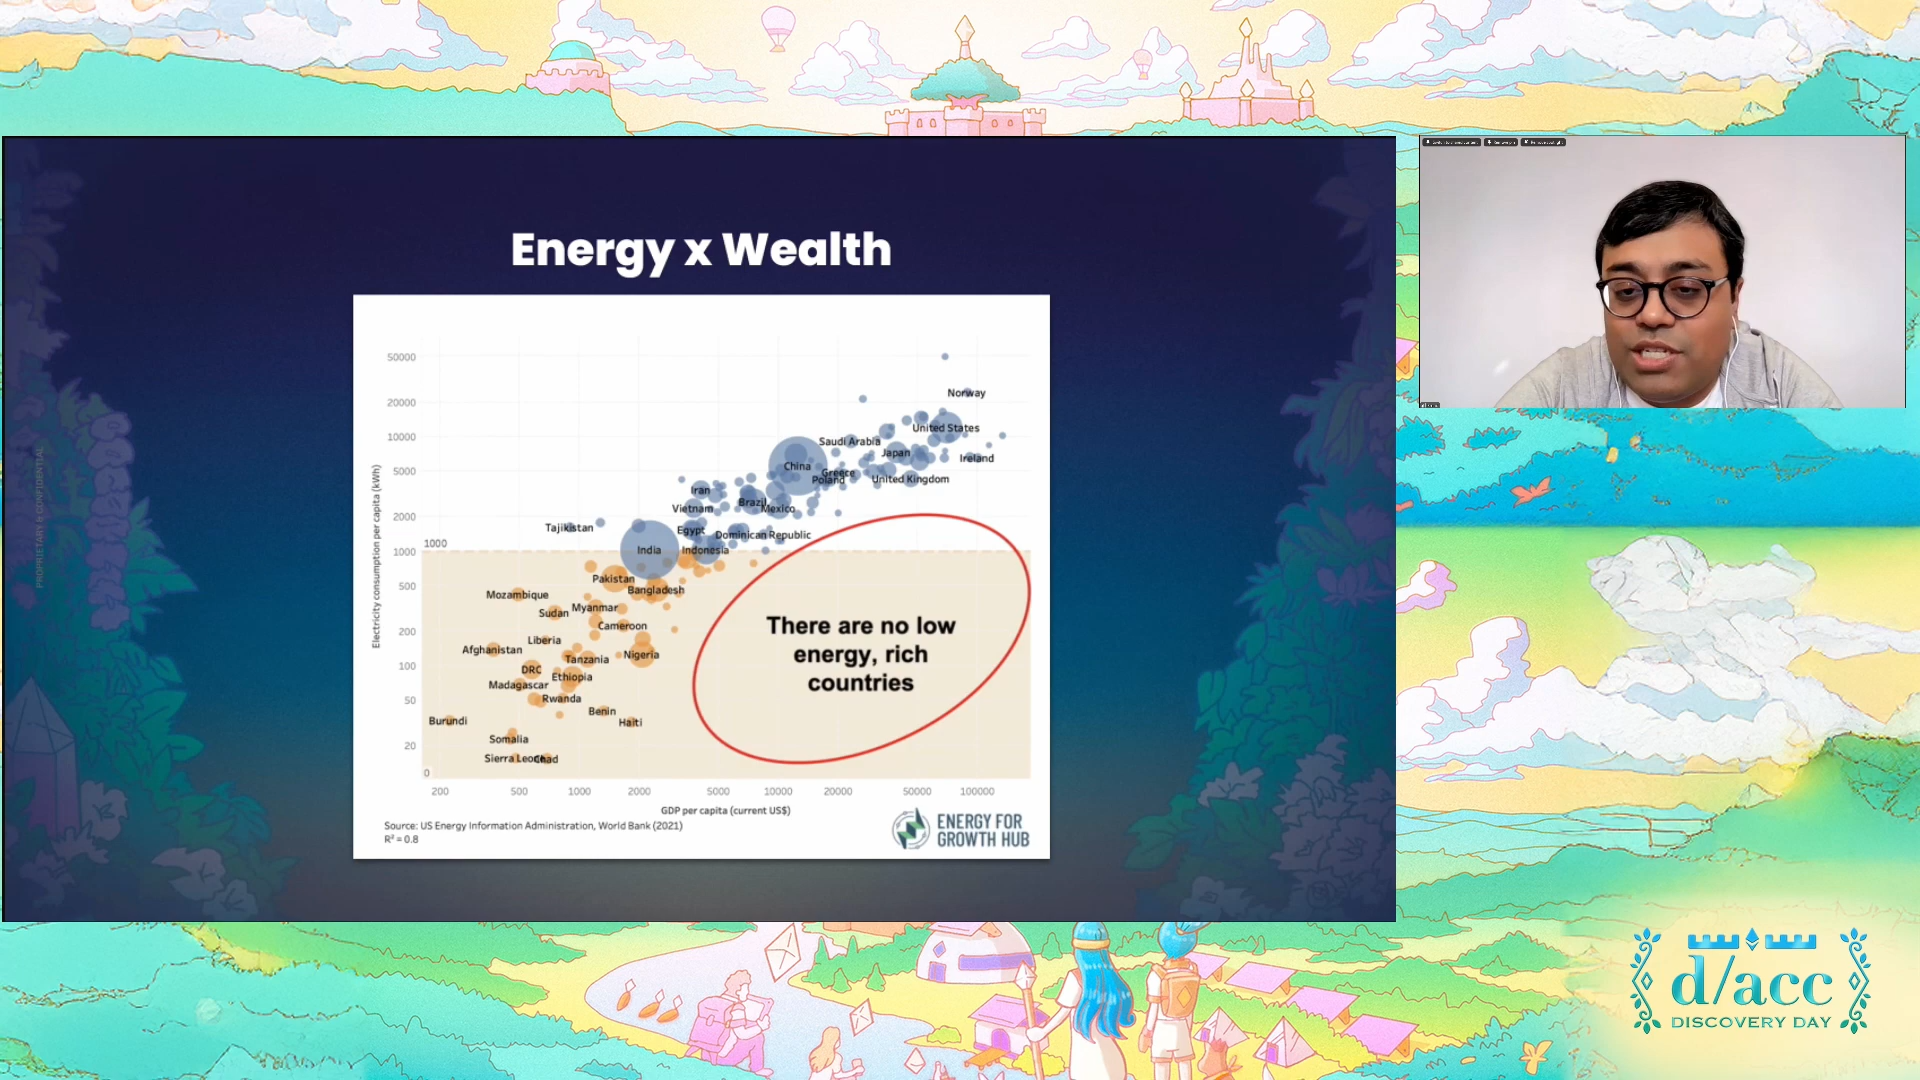 Energy x Wealth
50000
20000
10000
5000
2000
1000
500
200
100
50
20
0
1000
Electricity consumption per capita (kWh)
Norway
United States
Saudi Arabia
Japan
Ireland
China
Greece
Poland
United Kingdom
Iran
Vietnam
Brazil
Mexico
Tajikistan
Egypt
Dominican Republic
India
Indonesia
Pakistan
Bangladesh
Mozambique
Myanmar
Sudan
Cameroon
Liberia
Afghanistan
Tanzania
Nigeria
DRC
Ethiopia
Madagascar
Rwanda
Benin
Haiti
Burundi
Somalia
Sierra Leone
Chad
There are no low
energy, rich
countries
200
500
1000
2000
5000
10000
20000
50000
100000
GDP per capita (current US$)
Source: US Energy Information Administration, World Bank (2021)
R² = 0.8
ENERGY FOR
GROWTH HUB
PROPRIETARY & CONFIDENTIAL
d/acc
DISCOVERY DAY